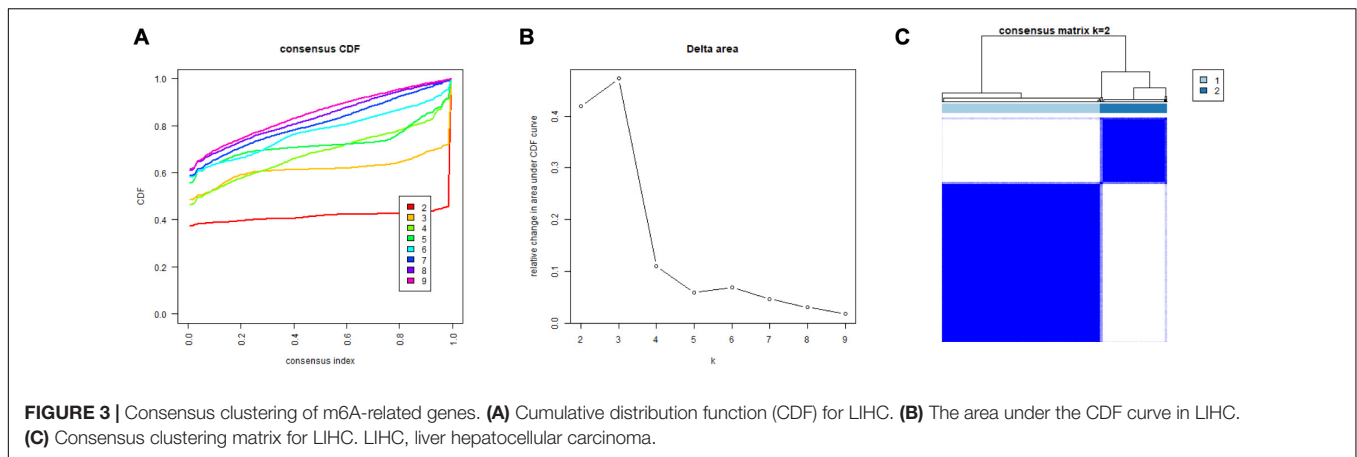 A
consensus CDF
CDF
0.0
0.2
0.4
0.6
0.8
1.0
0.0
0.2
0.4
0.6
0.8
1.0
consensus index
2
3
4
5
6
7
8
9
B
Delta area
relative change in area under CDF curve
0.0
0.1
0.2
0.3
0.4
2
3
4
5
6
7
8
9
k
C
consensus matrix k=2
1
2
FIGURE 3 | Consensus clustering of m6A-related genes. (A) Cumulative distribution function (CDF) for LIHC. (B) The area under the CDF curve in LIHC.
(C) Consensus clustering matrix for LIHC. LIHC, liver hepatocellular carcinoma.